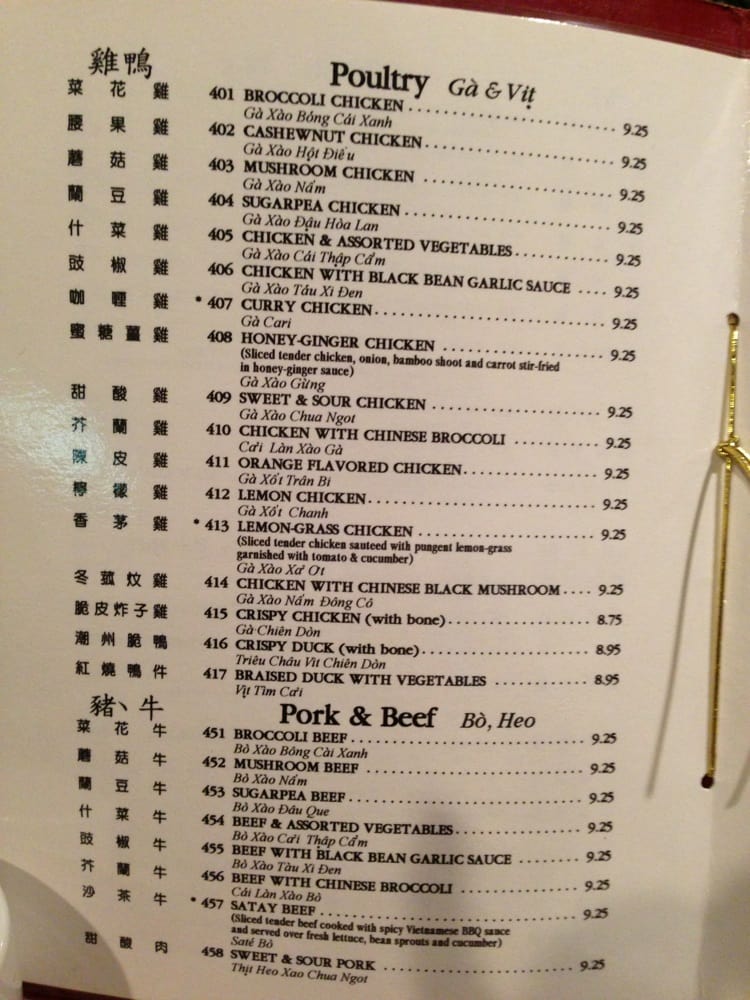 雞鴨 Poultry Gà & Vịt
菜花雞 401 BROCCOLI CHICKEN 9.25
Gà Xào Bông Cải Xanh
腰果雞 402 CASHEWNUT CHICKEN 9.25
Gà Xào Hột Điều
蘑菇雞 403 MUSHROOM CHICKEN 9.25
Gà Xào Nấm
蘭豆雞 404 SUGARPEA CHICKEN 9.25
Gà Xào Đậu Hòa Lan
什菜雞 405 CHICKEN & ASSORTED VEGETABLES 9.25
Gà Xào Cải Thập Cẩm
豉椒雞 406 CHICKEN WITH BLACK BEAN GARLIC SAUCE 9.25
Gà Xào Tàu Xì Đen
咖喱雞 * 407 CURRY CHICKEN 9.25
Gà Cari
蜜糖薑雞 408 HONEY-GINGER CHICKEN 9.25
(Sliced tender chicken, onion, bamboo shoot and carrot stir-fried
in honey-ginger sauce)
Gà Xào Gừng
甜酸雞 409 SWEET & SOUR CHICKEN 9.25
Gà Xào Chua Ngot
芥蘭雞 410 CHICKEN WITH CHINESE BROCCOLI 9.25
Cải Làn Xào Gà
陳皮雞 411 ORANGE FLAVORED CHICKEN 9.25
Gà Xốt Trân Bì
檸檬雞 412 LEMON CHICKEN 9.25
Gà Xốt Chanh
香茅雞 * 413 LEMON-GRASS CHICKEN 9.25
(Sliced tender chicken sauteed with pungent lemon-grass
garnished with tomato & cucumber)
Gà Xào Xả Ớt
冬菰炆雞 414 CHICKEN WITH CHINESE BLACK MUSHROOM 9.25
Gà Xào Nấm Đông Cô
脆皮炸子雞 415 CRISPY CHICKEN (with bone) 8.75
Gà Chiên Dòn
潮州脆鴨 416 CRISPY DUCK (with bone) 8.95
Triêu Châu Vit Chiên Dòn
紅燒鴨件 417 BRAISED DUCK WITH VEGETABLES 8.95
Vịt Tìm Cải
豬、牛 Pork & Beef Bò, Heo
菜花牛 451 BROCCOLI BEEF 9.25
Bò Xào Bông Cài Xanh
蘑菇牛 452 MUSHROOM BEEF 9.25
Bò Xào Nấm
蘭豆牛 453 SUGARPEA BEEF 9.25
Bò Xào Đâu Que
什菜牛 454 BEEF & ASSORTED VEGETABLES 9.25
Bò Xào Cải Thập Cẩm
豉椒牛 455 BEEF WITH BLACK BEAN GARLIC SAUCE 9.25
Bò Xào Tàu Xì Đen
芥蘭牛 456 BEEF WITH CHINESE BROCCOLI 9.25
Cải Làn Xào Bò
沙茶牛 * 457 SATAY BEEF 9.25
(Sliced tender beef cooked with spicy Vietnamese BBQ sauce
and served over fresh lettuce, bean sprouts and cucumber)
Saté Bò
甜酸肉 458 SWEET & SOUR PORK 9.25
Thịt Heo Xao Chua Ngot